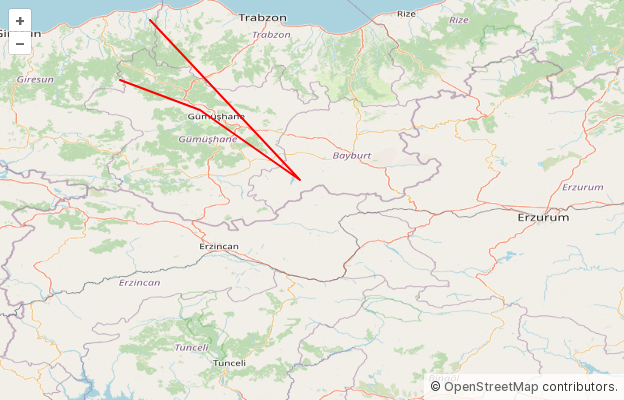 +
−
Giresun
Trabzon
Rize
Rize
Trabzon
Giresun
Gümüşhane
Gümüşhane
Bayburt
Erzurum
Erzurum
Erzincan
Erzincan
Tunceli
Tunceli
© OpenStreetMap contributors.